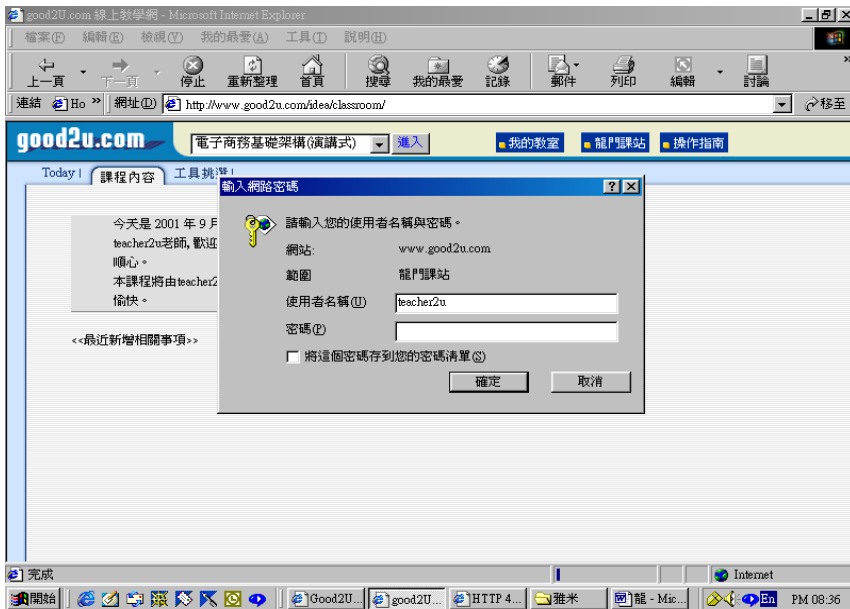 good2U.com 線上教學網 - Microsoft Internet Explorer
檔案(F) 編輯(E) 檢視(V) 我的最愛(A) 工具(T) 說明(H)
上一頁 下一頁 停止 重新整理 首頁 搜尋 我的最愛 記錄 郵件 列印 編輯 討論
連結 Ho » 網址(D) http://www.good2u.com/idea/classroom/ 移至
good2u.com 電子商務基礎架構(演講式) 進入 我的教室 龍門課站 操作指南
Today | 課程內容 工具挑選 |
輸入網路密碼
今天是 2001 年 9 月
teacher2u老師, 歡迎
順心。
本課程將由teacher2
愉快。
<<最近新增相關事項>>
請輸入您的使用者名稱與密碼。
網站: www.good2u.com
範圍 龍門課站
使用者名稱(U) teacher2u
密碼(P)
將這個密碼存到您的密碼清單(S)
確定 取消
完成 Internet
開始 Good2U... good2U... HTTP 4... 雅米 龍 - Mic... En PM 08:36